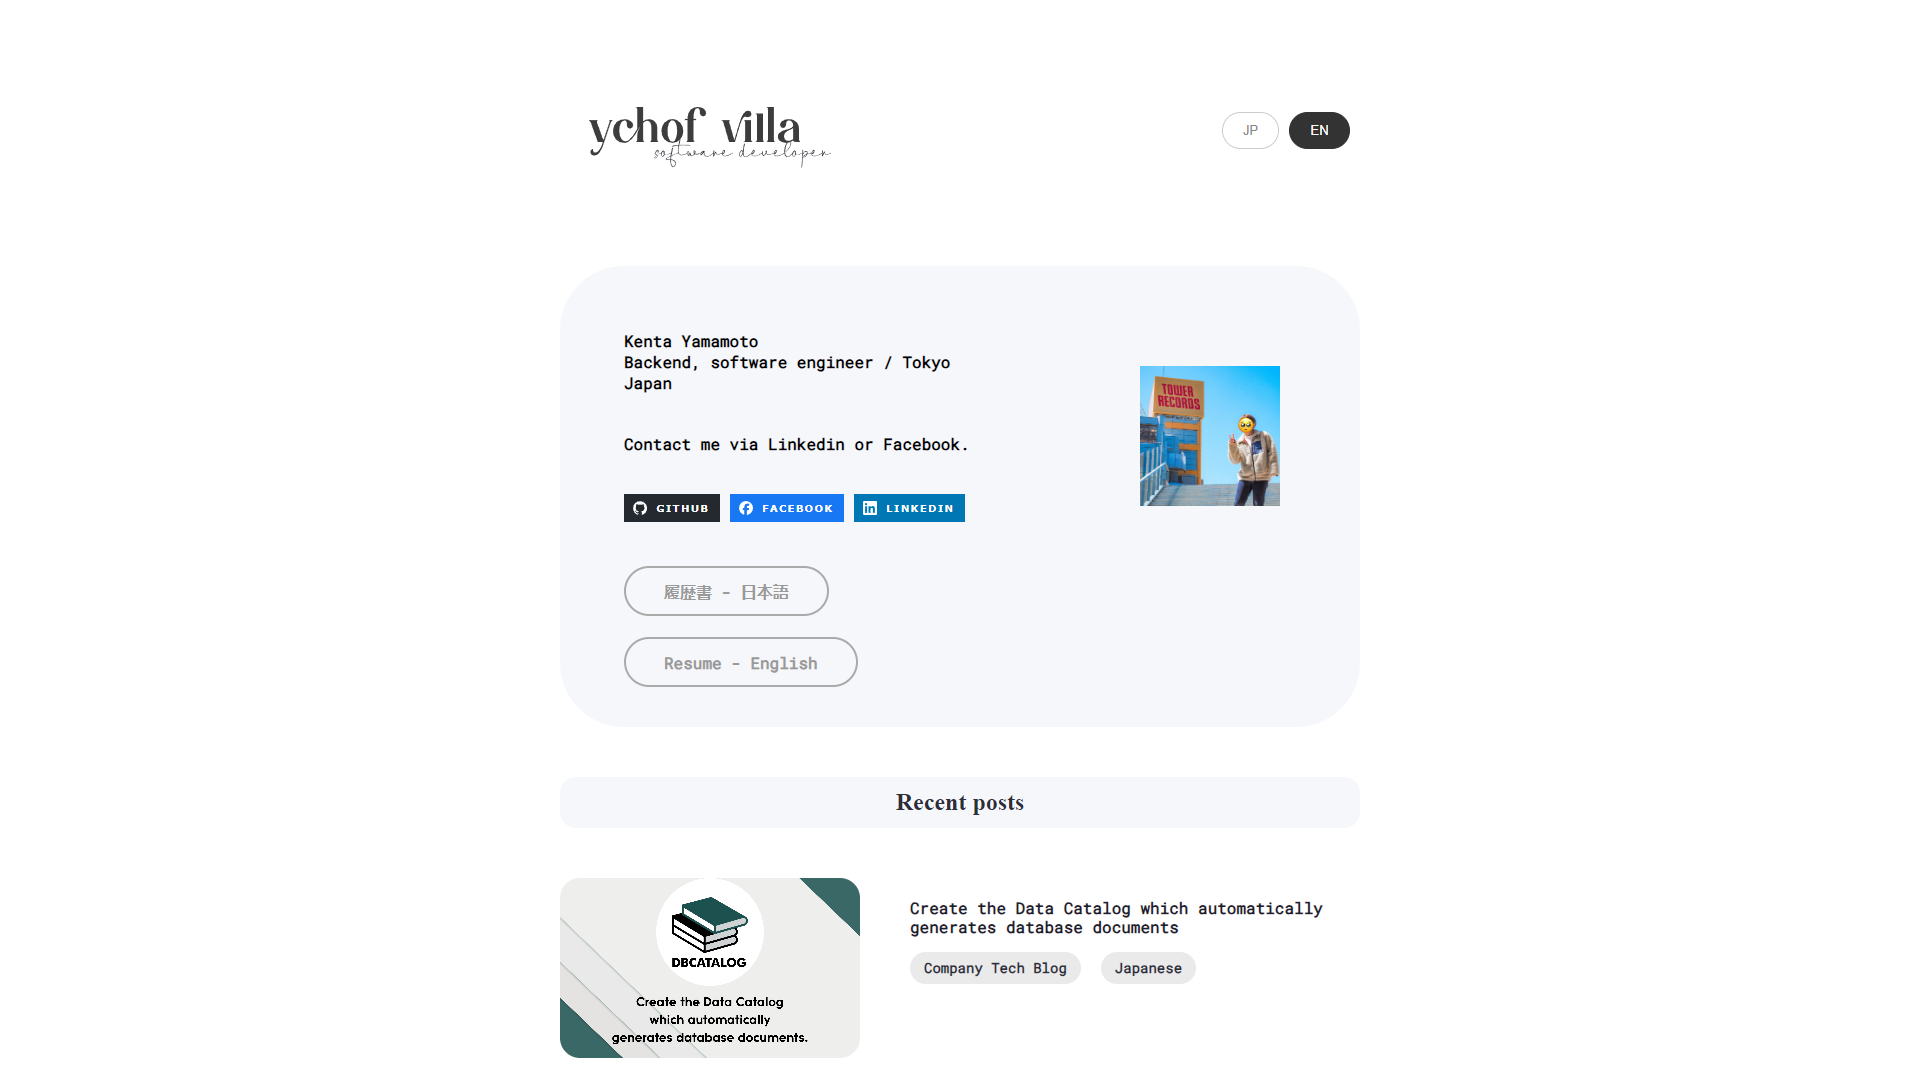 ychof villa
software developer
JP
EN
Kenta Yamamoto
Backend, software engineer / Tokyo
Japan
Contact me via Linkedin or Facebook.
TOWER
RECORDS
GITHUB
FACEBOOK
LINKEDIN
履歴書 - 日本語
Resume - English
Recent posts
DBCATALOG
Create the Data Catalog
which automatically
generates database documents.
Create the Data Catalog which automatically
generates database documents
Company Tech Blog
Japanese